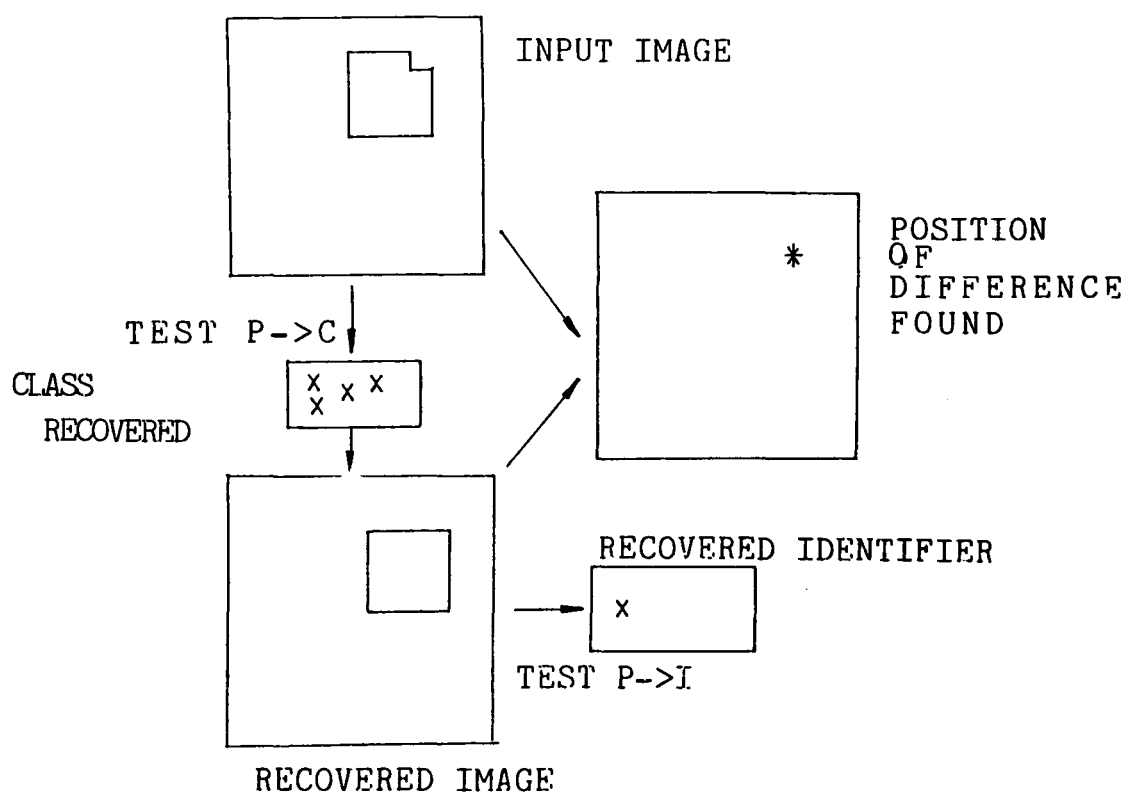 INPUT IMAGE
POSITION
OF
DIFFERENCE
FOUND
TEST P->C
CLASS
RECOVERED
X X X
X
RECOVERED IDENTIFIER
X
TEST P->I
RECOVERED IMAGE